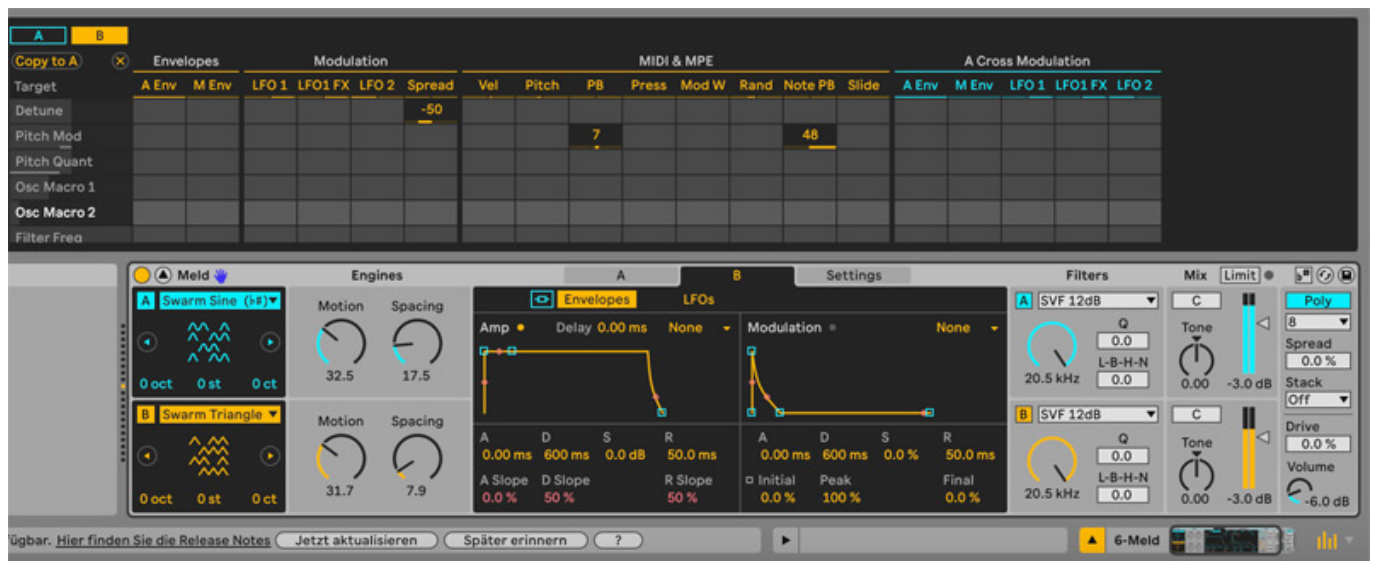 A B
Copy to A Envelopes Modulation MIDI & MPE A Cross Modulation
Target A Env M Env LFO 1 LFO1 FX LFO 2 Spread Vel Pitch PB Press Mod W Rand Note PB Slide A Env M Env LFO 1 LFO1 FX LFO 2
Detune -50
Pitch Mod 7 48
Pitch Quant
Osc Macro 1
Osc Macro 2
Filter Freq
Meld Engines A B Settings Filters Mix Limit
A Swarm Sine (b#) Motion Spacing Envelopes LFOs A SVF 12dB C Poly
Amp Delay 0.00 ms None Modulation None Q Tone 8
0.0 Spread
L-B-H-N 0.0 %
32.5 17.5 20.5 kHz 0.0 0.00 -3.0 dB Stack
0 oct 0 st 0 ct Off
B Swarm Triangle Motion Spacing B SVF 12dB C Drive
A D S R A D S R Q Tone 0.0 %
0.00 ms 600 ms 0.0 dB 50.0 ms 0.00 ms 600 ms 0.0 % 50.0 ms 0.0 Volume
A Slope D Slope R Slope Initial Peak Final L-B-H-N
31.7 7.9 0.0 % 50 % 50 % 0.0 % 100 % 0.0 % 20.5 kHz 0.0 0.00 -3.0 dB -6.0 dB
0 oct 0 st 0 ct
ügbar. Hier finden Sie die Release Notes Jetzt aktualisieren Später erinnern ? 6-Meld